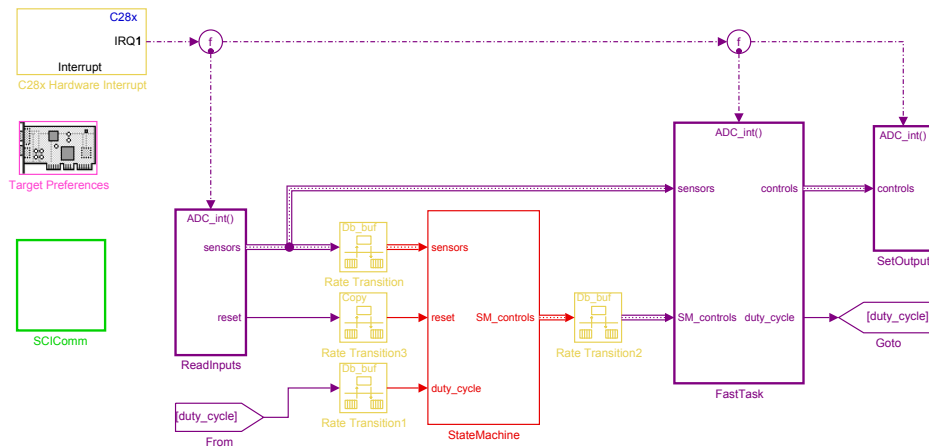 C28x
IRQ1
Interrupt
C28x Hardware Interrupt
f
f
Target Preferences
ADC_int()
ADC_int()
ADC_int()
sensors
controls
controls
SetOutput
sensors
Db_buf
sensors
Rate Transition
reset
Copy
reset
Rate Transition3
SM_controls
Db_buf
Rate Transition2
SM_controls
duty_cycle
[duty_cycle]
Goto
FastTask
SCIComm
ReadInputs
[duty_cycle]
From
Db_buf
duty_cycle
Rate Transition1
StateMachine